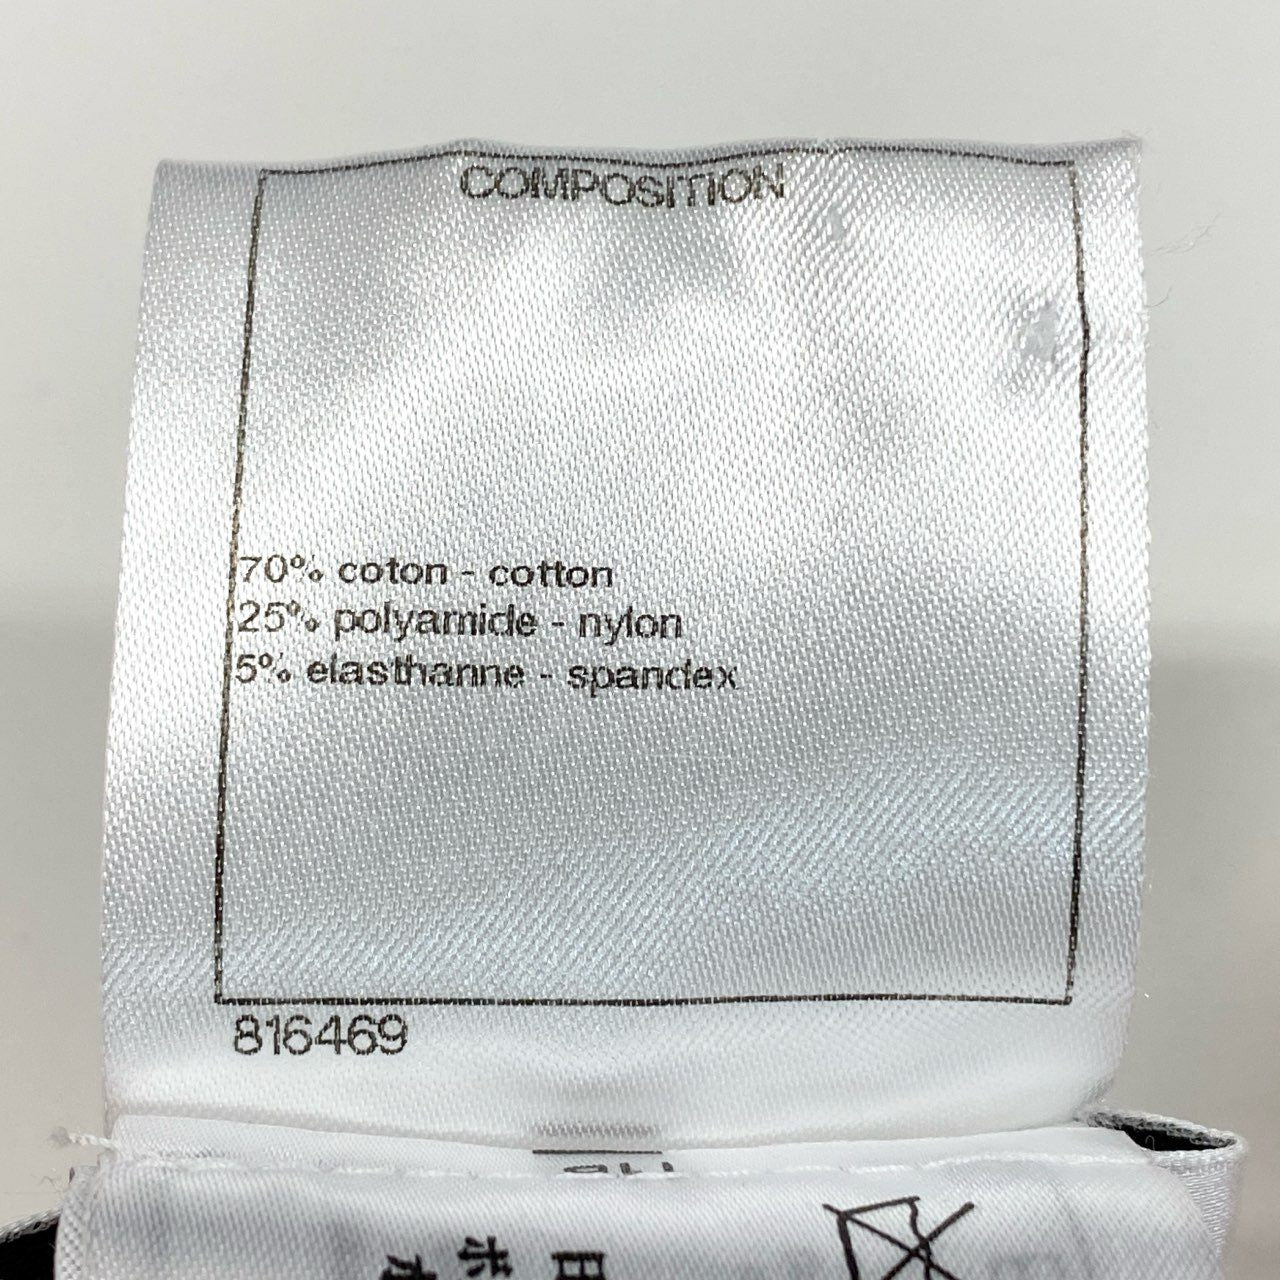 COMPOSITION
70% coton - cotton
25% polyamide - nylon
5% elasthanne - spandex
816469